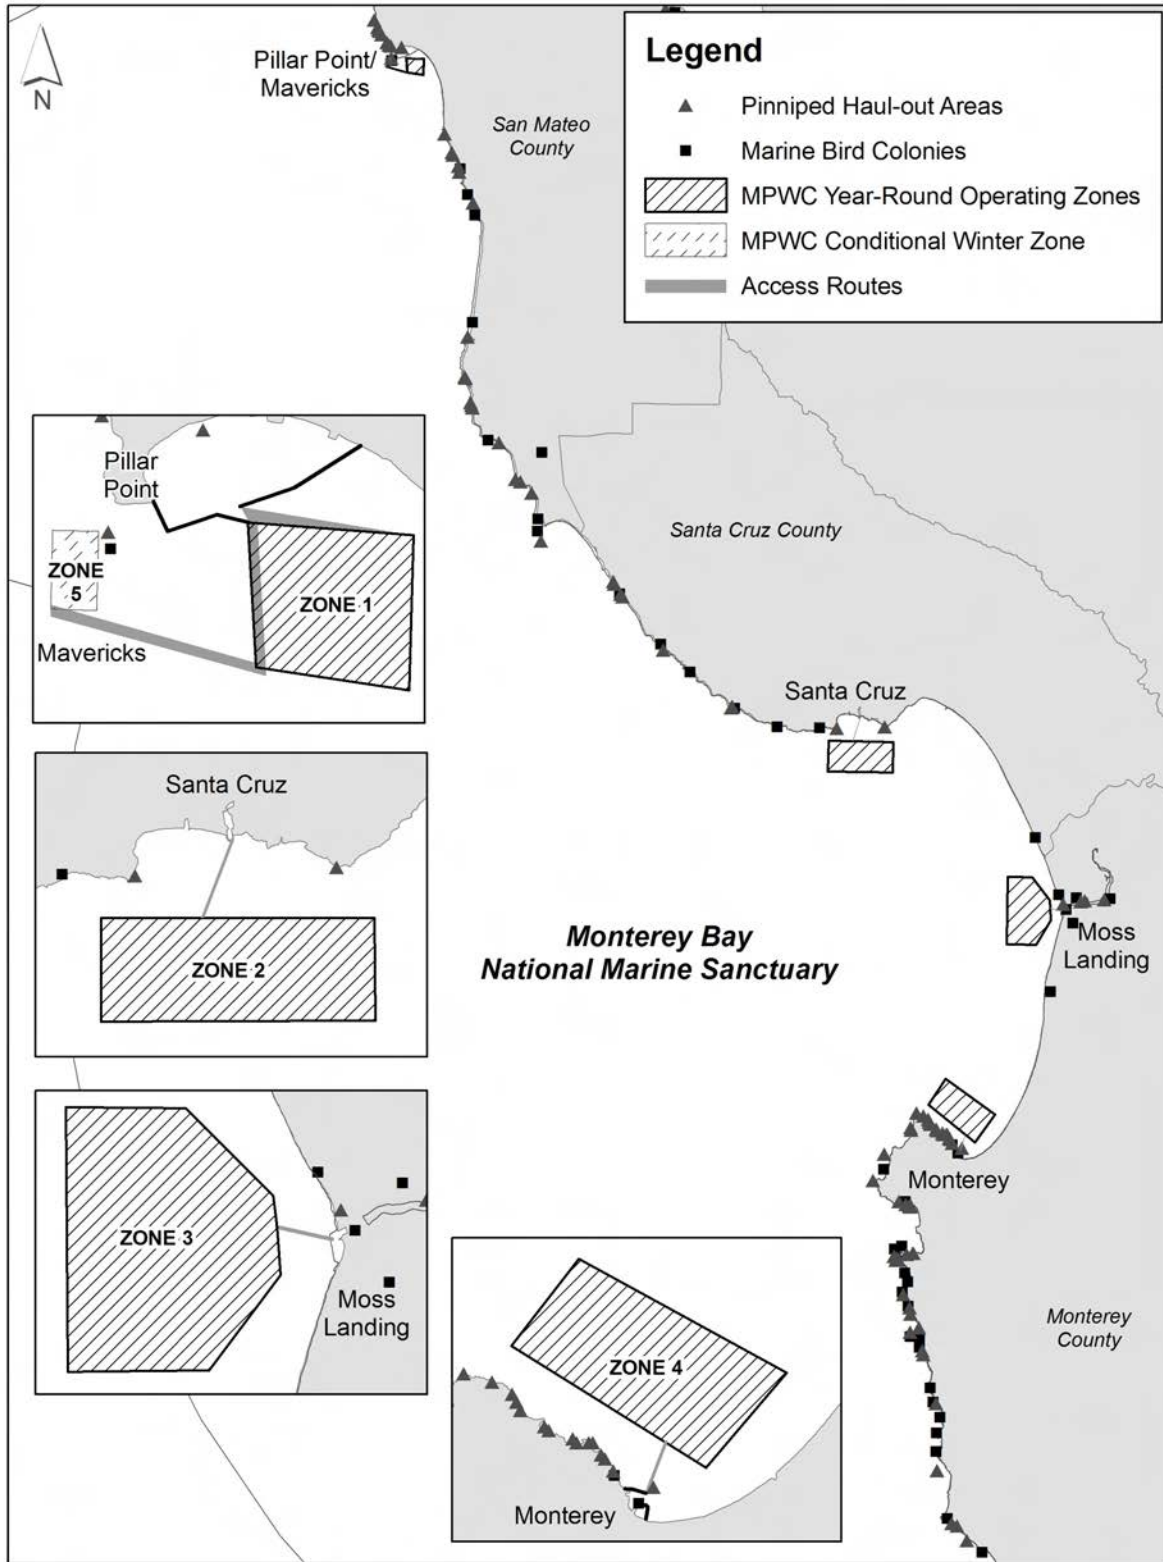 N
Pillar Point/
Mavericks
San Mateo
County
Legend
Pinniped Haul-out Areas
Marine Bird Colonies
MPWC Year-Round Operating Zones
MPWC Conditional Winter Zone
Access Routes
Pillar
Point
ZONE
5
ZONE 1
Mavericks
Santa Cruz County
Santa Cruz
Santa Cruz
ZONE 2
Monterey Bay
National Marine Sanctuary
Moss
Landing
ZONE 3
Moss
Landing
Monterey
ZONE 4
Monterey
Monterey
County